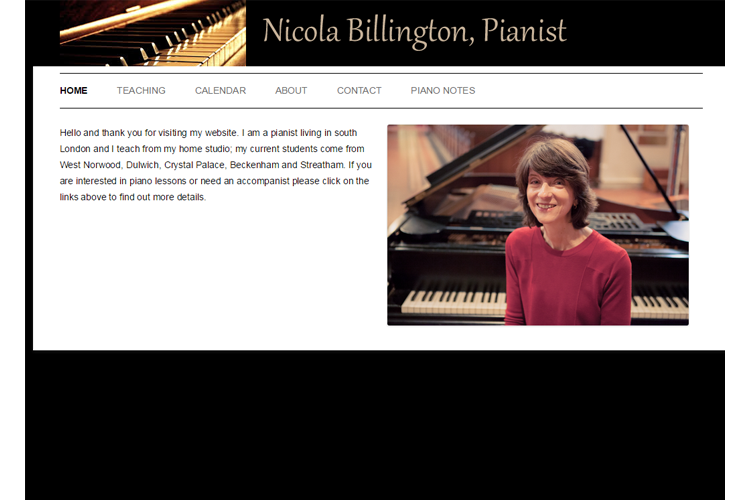 Nicola Billington, Pianist
HOME TEACHING CALENDAR ABOUT CONTACT PIANO NOTES
Hello and thank you for visiting my website. I am a pianist living in south
London and I teach from my home studio; my current students come from
West Norwood, Dulwich, Crystal Palace, Beckenham and Streatham. If you
are interested in piano lessons or need an accompanist please click on the
links above to find out more details.